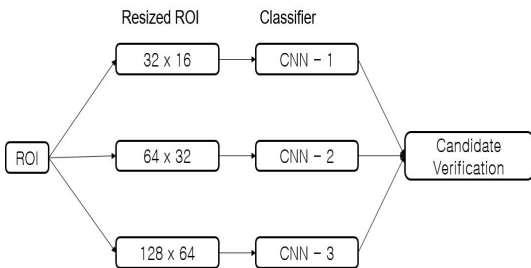 Resized ROI
Classifier
32 x 16
CNN – 1
ROI
64 x 32
CNN – 2
Candidate
Verification
128 x 64
CNN – 3